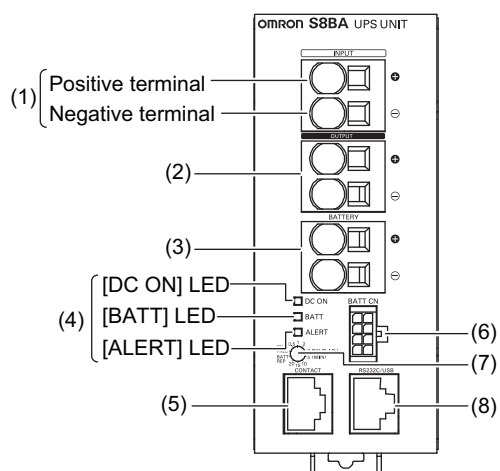 OMRON S8BA UPS UNIT
INPUT
(1)
Positive terminal
Negative terminal
+
−
OUTPUT
(2)
+
−
BATTERY
(3)
+
−
(4)
[DC ON] LED
[BATT] LED
[ALERT] LED
DC ON
BATT
ALERT
BATT CN
(6)
(7)
CONTACT
RS232C/USB
(5)
(8)